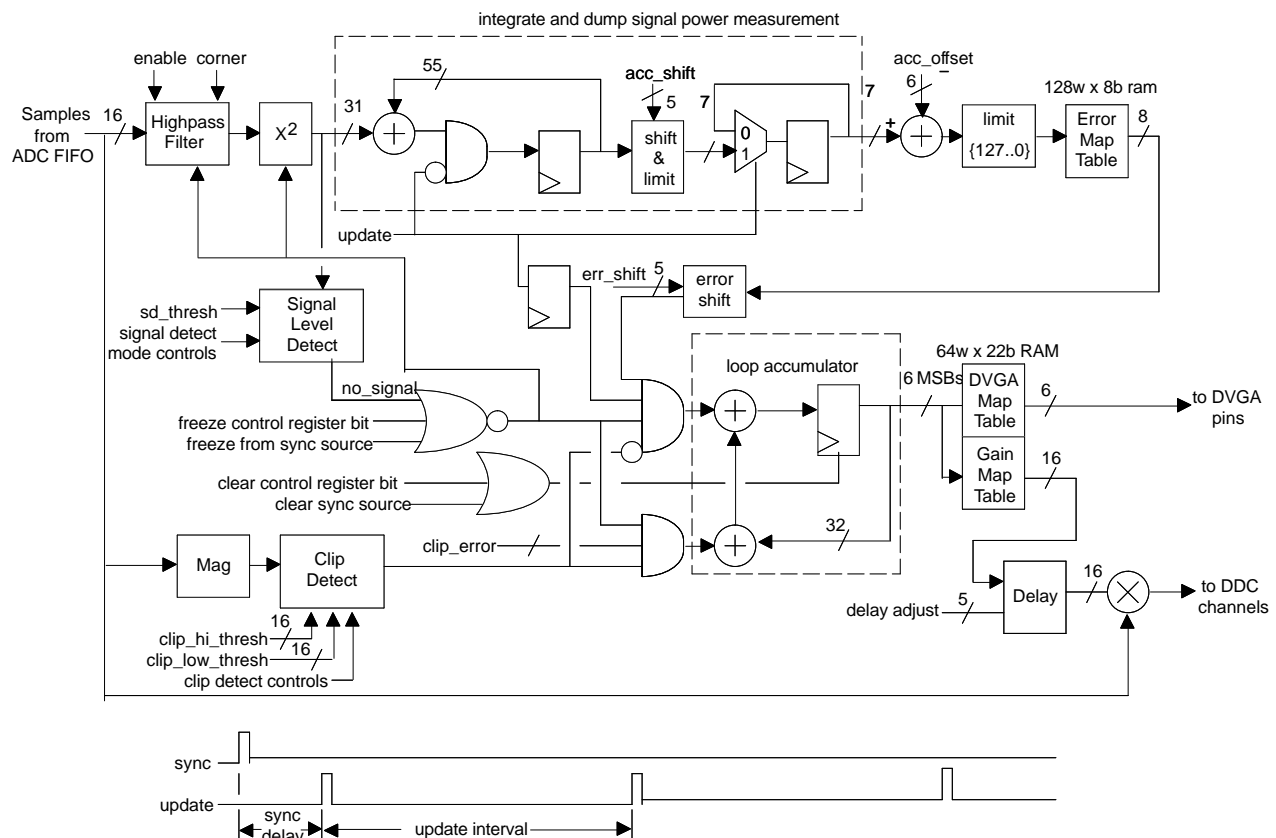 integrate and dump signal power measurement
enable corner
55
acc_shift
acc_offset
6
–
128w x 8b ram
Samples
from
ADC FIFO
16
Highpass
Filter
X2
31
+
5
7
7
shift
&
limit
0
1
+
+
limit
{127..0}
Error
Map
Table
8
update
err_shift
5
error
shift
sd_thresh
signal detect
mode controls
Signal
Level
Detect
loop accumulator
64w x 22b RAM
6 MSBs
DVGA
Map
Table
6
to DVGA
pins
no_signal
freeze control register bit
freeze from sync source
+
clear control register bit
clear sync source
Gain
Map
Table
16
clip_error
+
32
Mag
Clip
Detect
16
clip_hi_thresh
16
clip_low_thresh
clip detect controls
delay adjust
5
Delay
16
to DDC
channels
sync
update
sync
delay
update interval